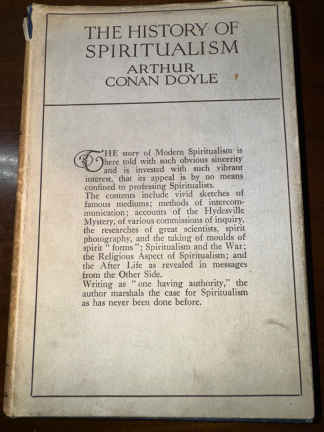 THE HISTORY OF
SPIRITUALISM
ARTHUR
CONAN DOYLE
THE story of Modern Spiritualism is
here told with such obvious sincerity
and is invested with such vibrant
interest, that its appeal is by no means
confined to professing Spiritualists.
The contents include vivid sketches of
famous mediums; methods of intercom-
munication; accounts of the Hydesville
Mystery, of various commissions of inquiry,
the researches of great scientists, spirit
photography, and the taking of moulds of
spirit "forms"; Spiritualism and the War;
the Religious Aspect of Spiritualism; and
the After Life as revealed in messages
from the Other Side.
Writing as "one having authority," the
author marshals the case for Spiritualism
as has never been done before.